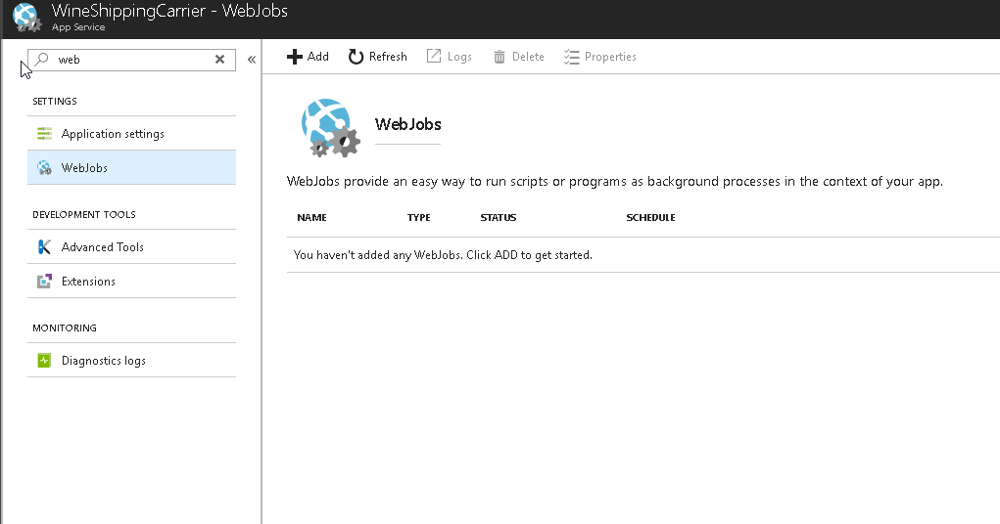 WineShippingCarrier - WebJobs
App Service
web
«
Add
Refresh
Logs
Delete
Properties
SETTINGS
Application settings
WebJobs
DEVELOPMENT TOOLS
Advanced Tools
Extensions
MONITORING
Diagnostics logs
WebJobs
WebJobs provide an easy way to run scripts or programs as background processes in the context of your app.
NAME TYPE STATUS SCHEDULE
You haven't added any WebJobs. Click ADD to get started.